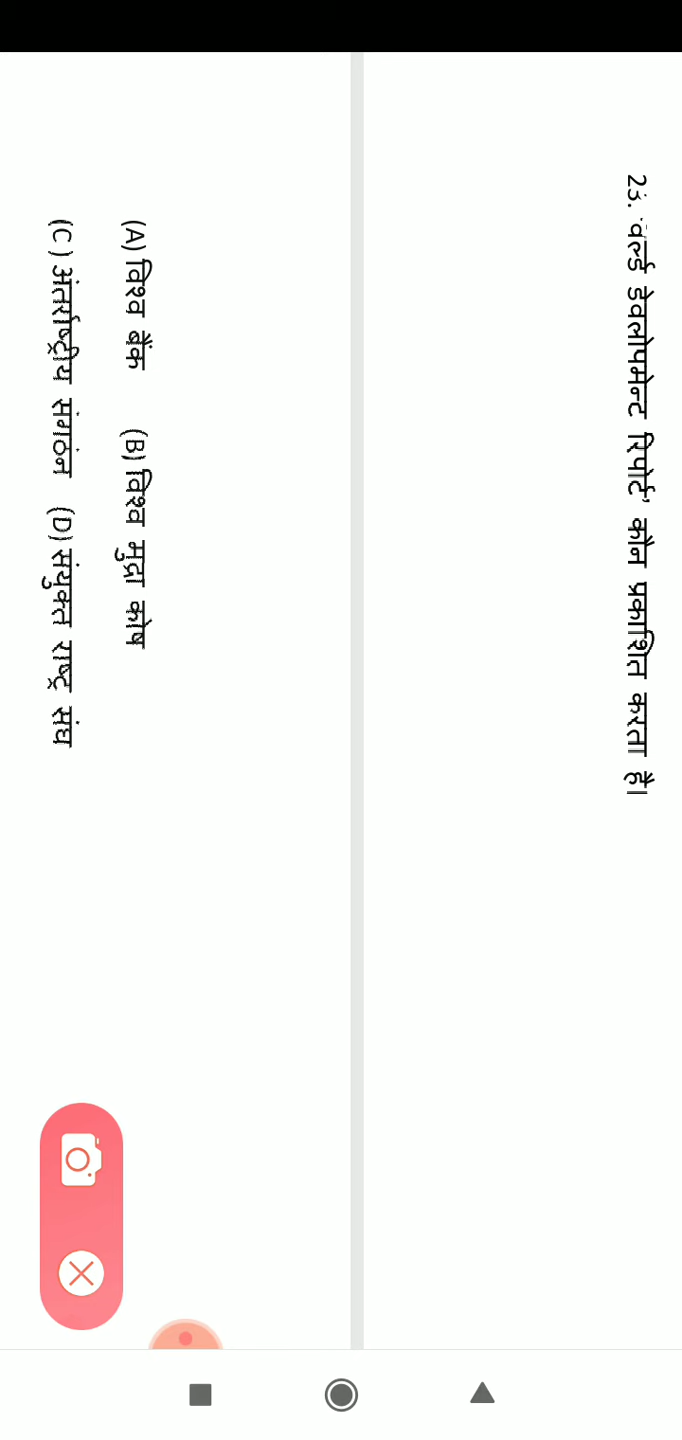 23. 'वर्ल्ड डेवलोपमेन्ट रिपोर्ट' कौन प्रकाशित करता है।
(A) विश्व बैंक (B) विश्व मुद्रा कोष
(C ) अंतर्राष्ट्रीय संगठन (D) संयुक्त राष्ट्र संघ